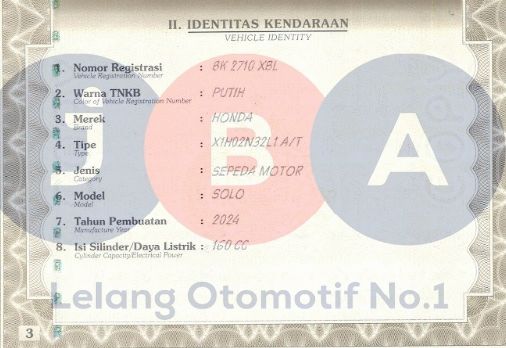 II. IDENTITAS KENDARAAN
VEHICLE IDENTITY
1. Nomor Registrasi : BK 2710 XBL
Vehicle Registration Number
2. Warna TNKB : PUTIH
Color of Vehicle Registration Number
3. Merek : HONDA
Brand
4. Tipe : X1H02N32L1 A/T
Type
5. Jenis : SEPEDA MOTOR
Category
6. Model : SOLO
Model
7. Tahun Pembuatan : 2024
Manufacture Year
8. Isi Silinder/Daya Listrik : 160 CC
Cylinder Capacity/Electrical Power
JBA
Lelang Otomotif No.1
3